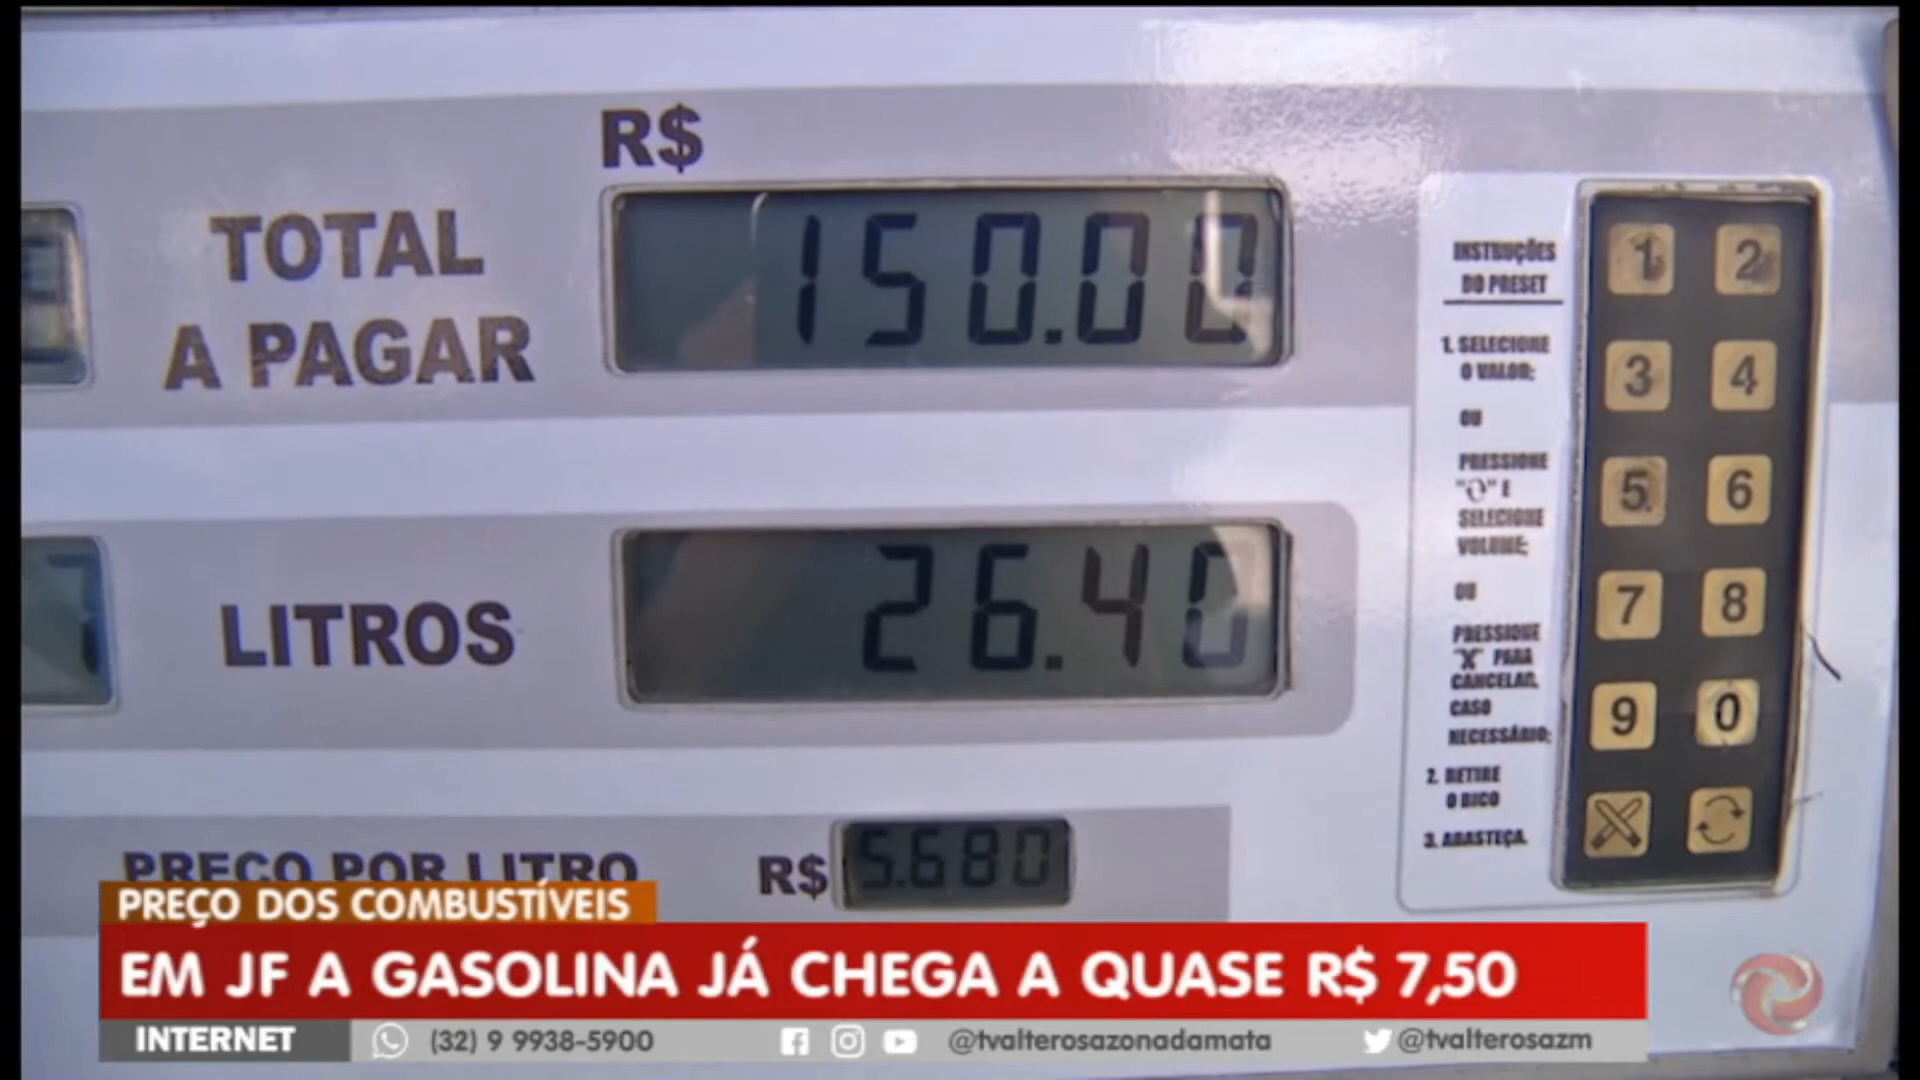 R$
TOTAL
A PAGAR
150.00
LITROS
26.40
PREÇO POR LITRO
R$
5.680
INSTRUÇÕES
DO PRESET
1. SELECIONE
O VALOR;
OU
PRESSIONE
" " E
SELECIONE
VOLUME;
OU
PRESSIONE
"X" PARA
CANCELAR,
CASO
NECESSÁRIO;
2. RETIRE
O BICO
3. ABASTEÇA.
1 2
3 4
5 6
7 8
9 0
PREÇO DOS COMBUSTÍVEIS
EM JF A GASOLINA JÁ CHEGA A QUASE R$ 7,50
INTERNET
(32) 9 9938-5900
@tvalterosazonadamata
@tvalterosazm